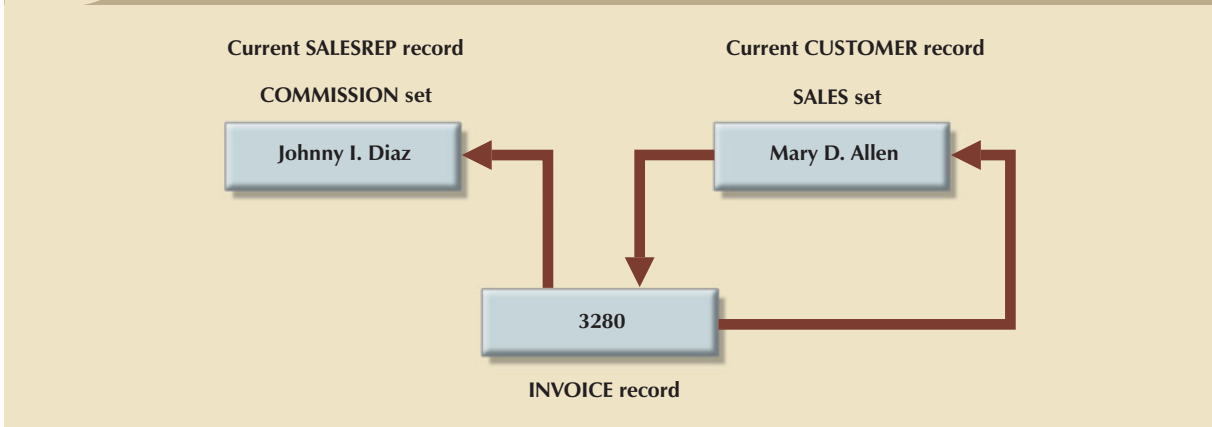 Current SALESREP record
COMMISSION set
Johnny I. Diaz
Current CUSTOMER record
SALES set
Mary D. Allen
3280
INVOICE record